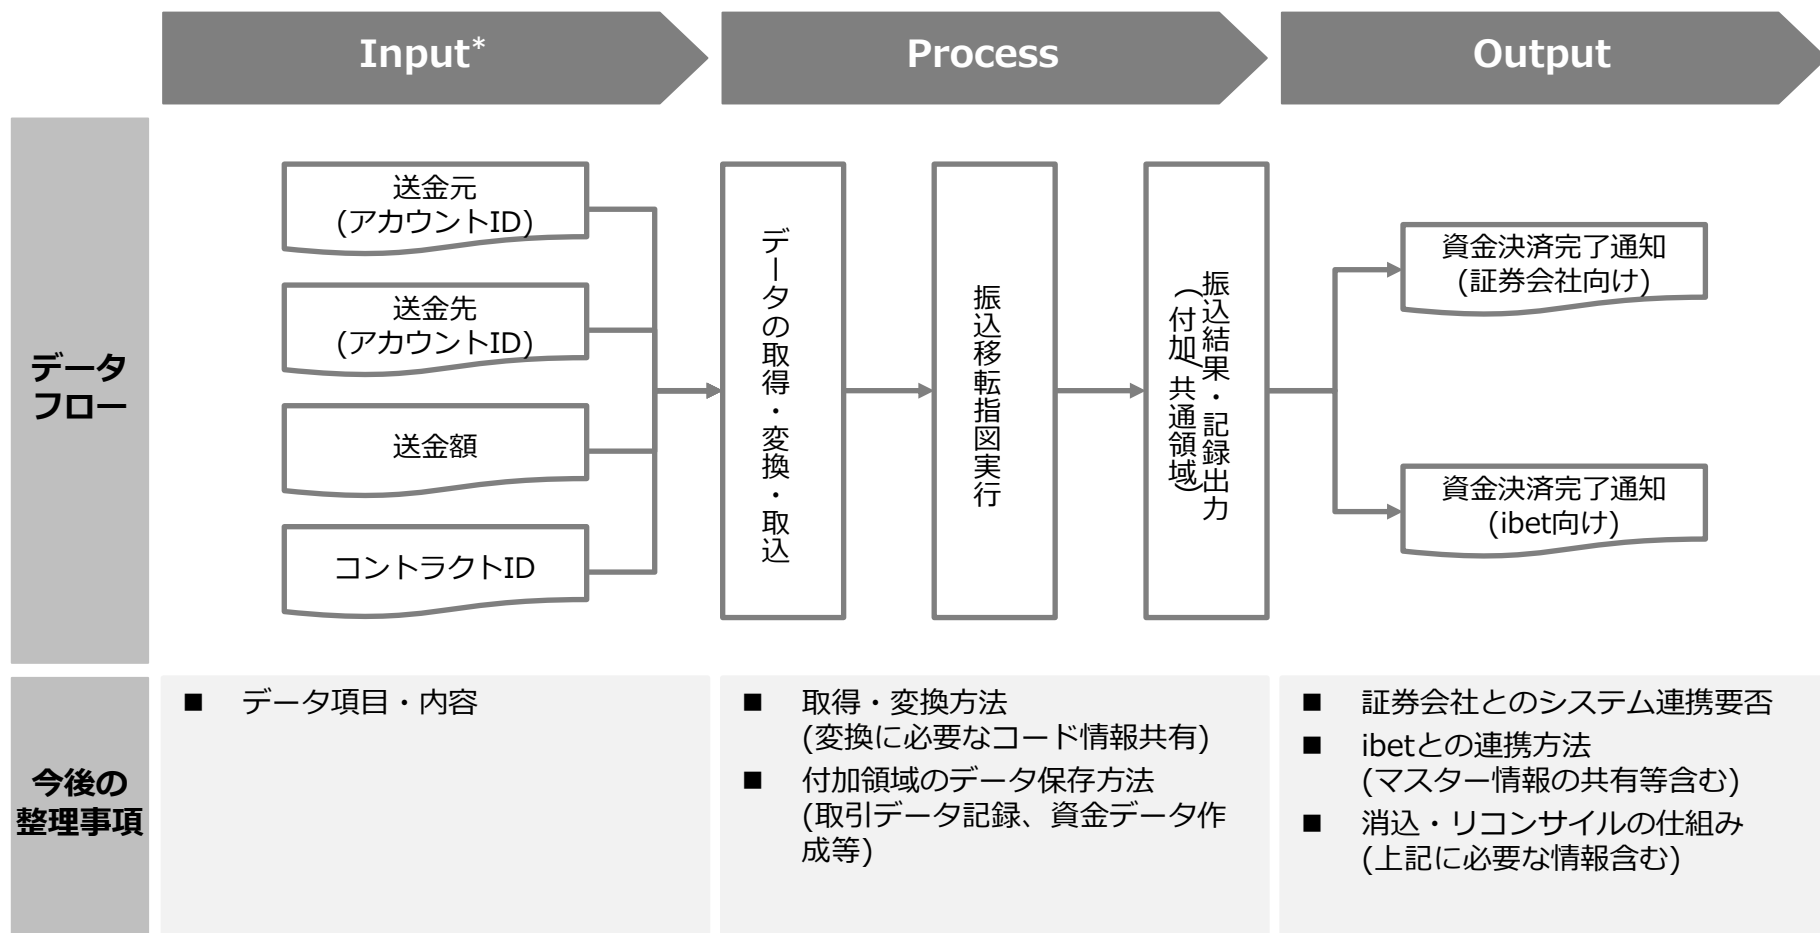 Input*
Process
Output
データ
フロー
送金元
(アカウントID)
送金先
(アカウントID)
送金額
コントラクトID
データの取得・変換・取込
振込移転指図実行
振込結果・記録出力
(付加/共通領域)
資金決済完了通知
(証券会社向け)
資金決済完了通知
(ibet向け)
今後の
整理事項
■ データ項目・内容
■ 取得・変換方法
(変換に必要なコード情報共有)
■ 付加領域のデータ保存方法
(取引データ記録、資金データ作
成等)
■ 証券会社とのシステム連携要否
■ ibetとの連携方法
(マスター情報の共有等含む)
■ 消込・リコンサイルの仕組み
(上記に必要な情報含む)